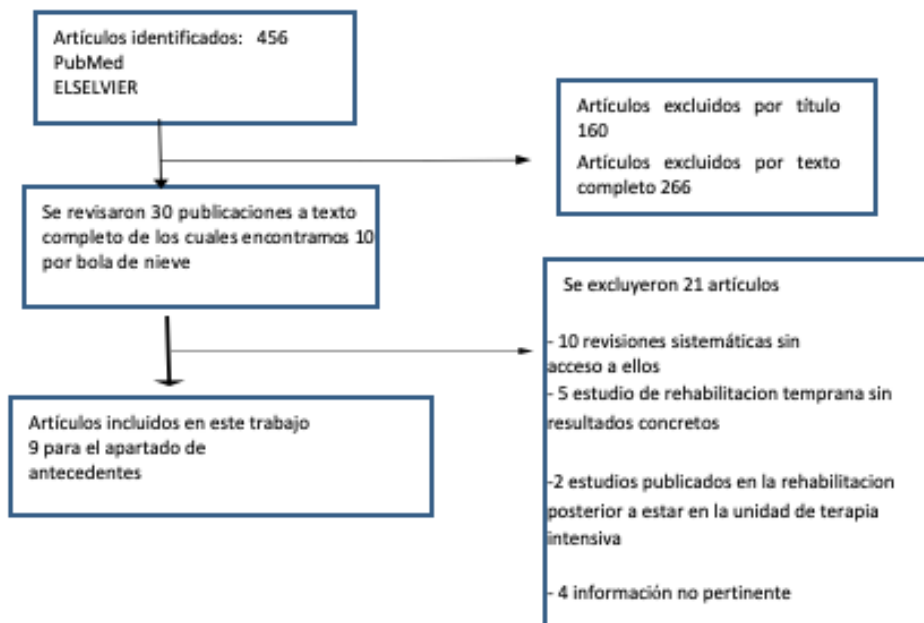 Artículos identificados: 456
PubMed
ELSELVIER
Artículos excluidos por título
160
Artículos excluidos por texto
completo 266
Se revisaron 30 publicaciones a texto
completo de los cuales encontramos 10
por bola de nieve
Se excluyeron 21 artículos
- 10 revisiones sistemáticas sin
acceso a ellos
- 5 estudio de rehabilitacion temprana sin
resultados concretos
-2 estudios publicados en la rehabilitacion
posterior a estar en la unidad de terapia
intensiva
- 4 información no pertinente
Artículos incluidos en este trabajo
9 para el apartado de
antecedentes